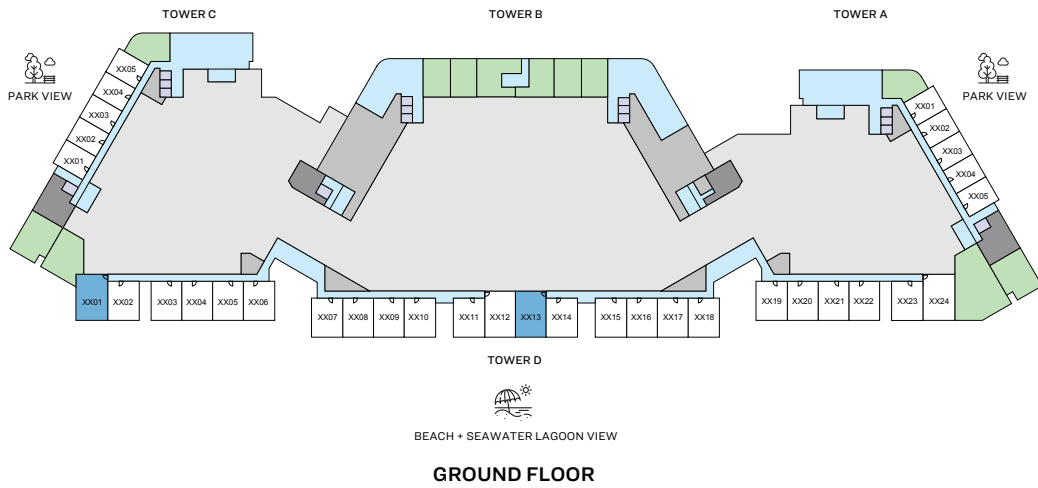 TOWER C
TOWER B
TOWER A
PARK VIEW
PARK VIEW
XX05
XX04
XX03
XX02
XX01
XX01
XX02
XX03
XX04
XX05
XX01
XX02
XX03
XX04
XX05
XX06
XX07
XX08
XX09
XX10
XX11
XX12
XX13
XX14
XX15
XX16
XX17
XX18
XX19
XX20
XX21
XX22
XX23
XX24
TOWER D
BEACH + SEAWATER LAGOON VIEW
GROUND FLOOR